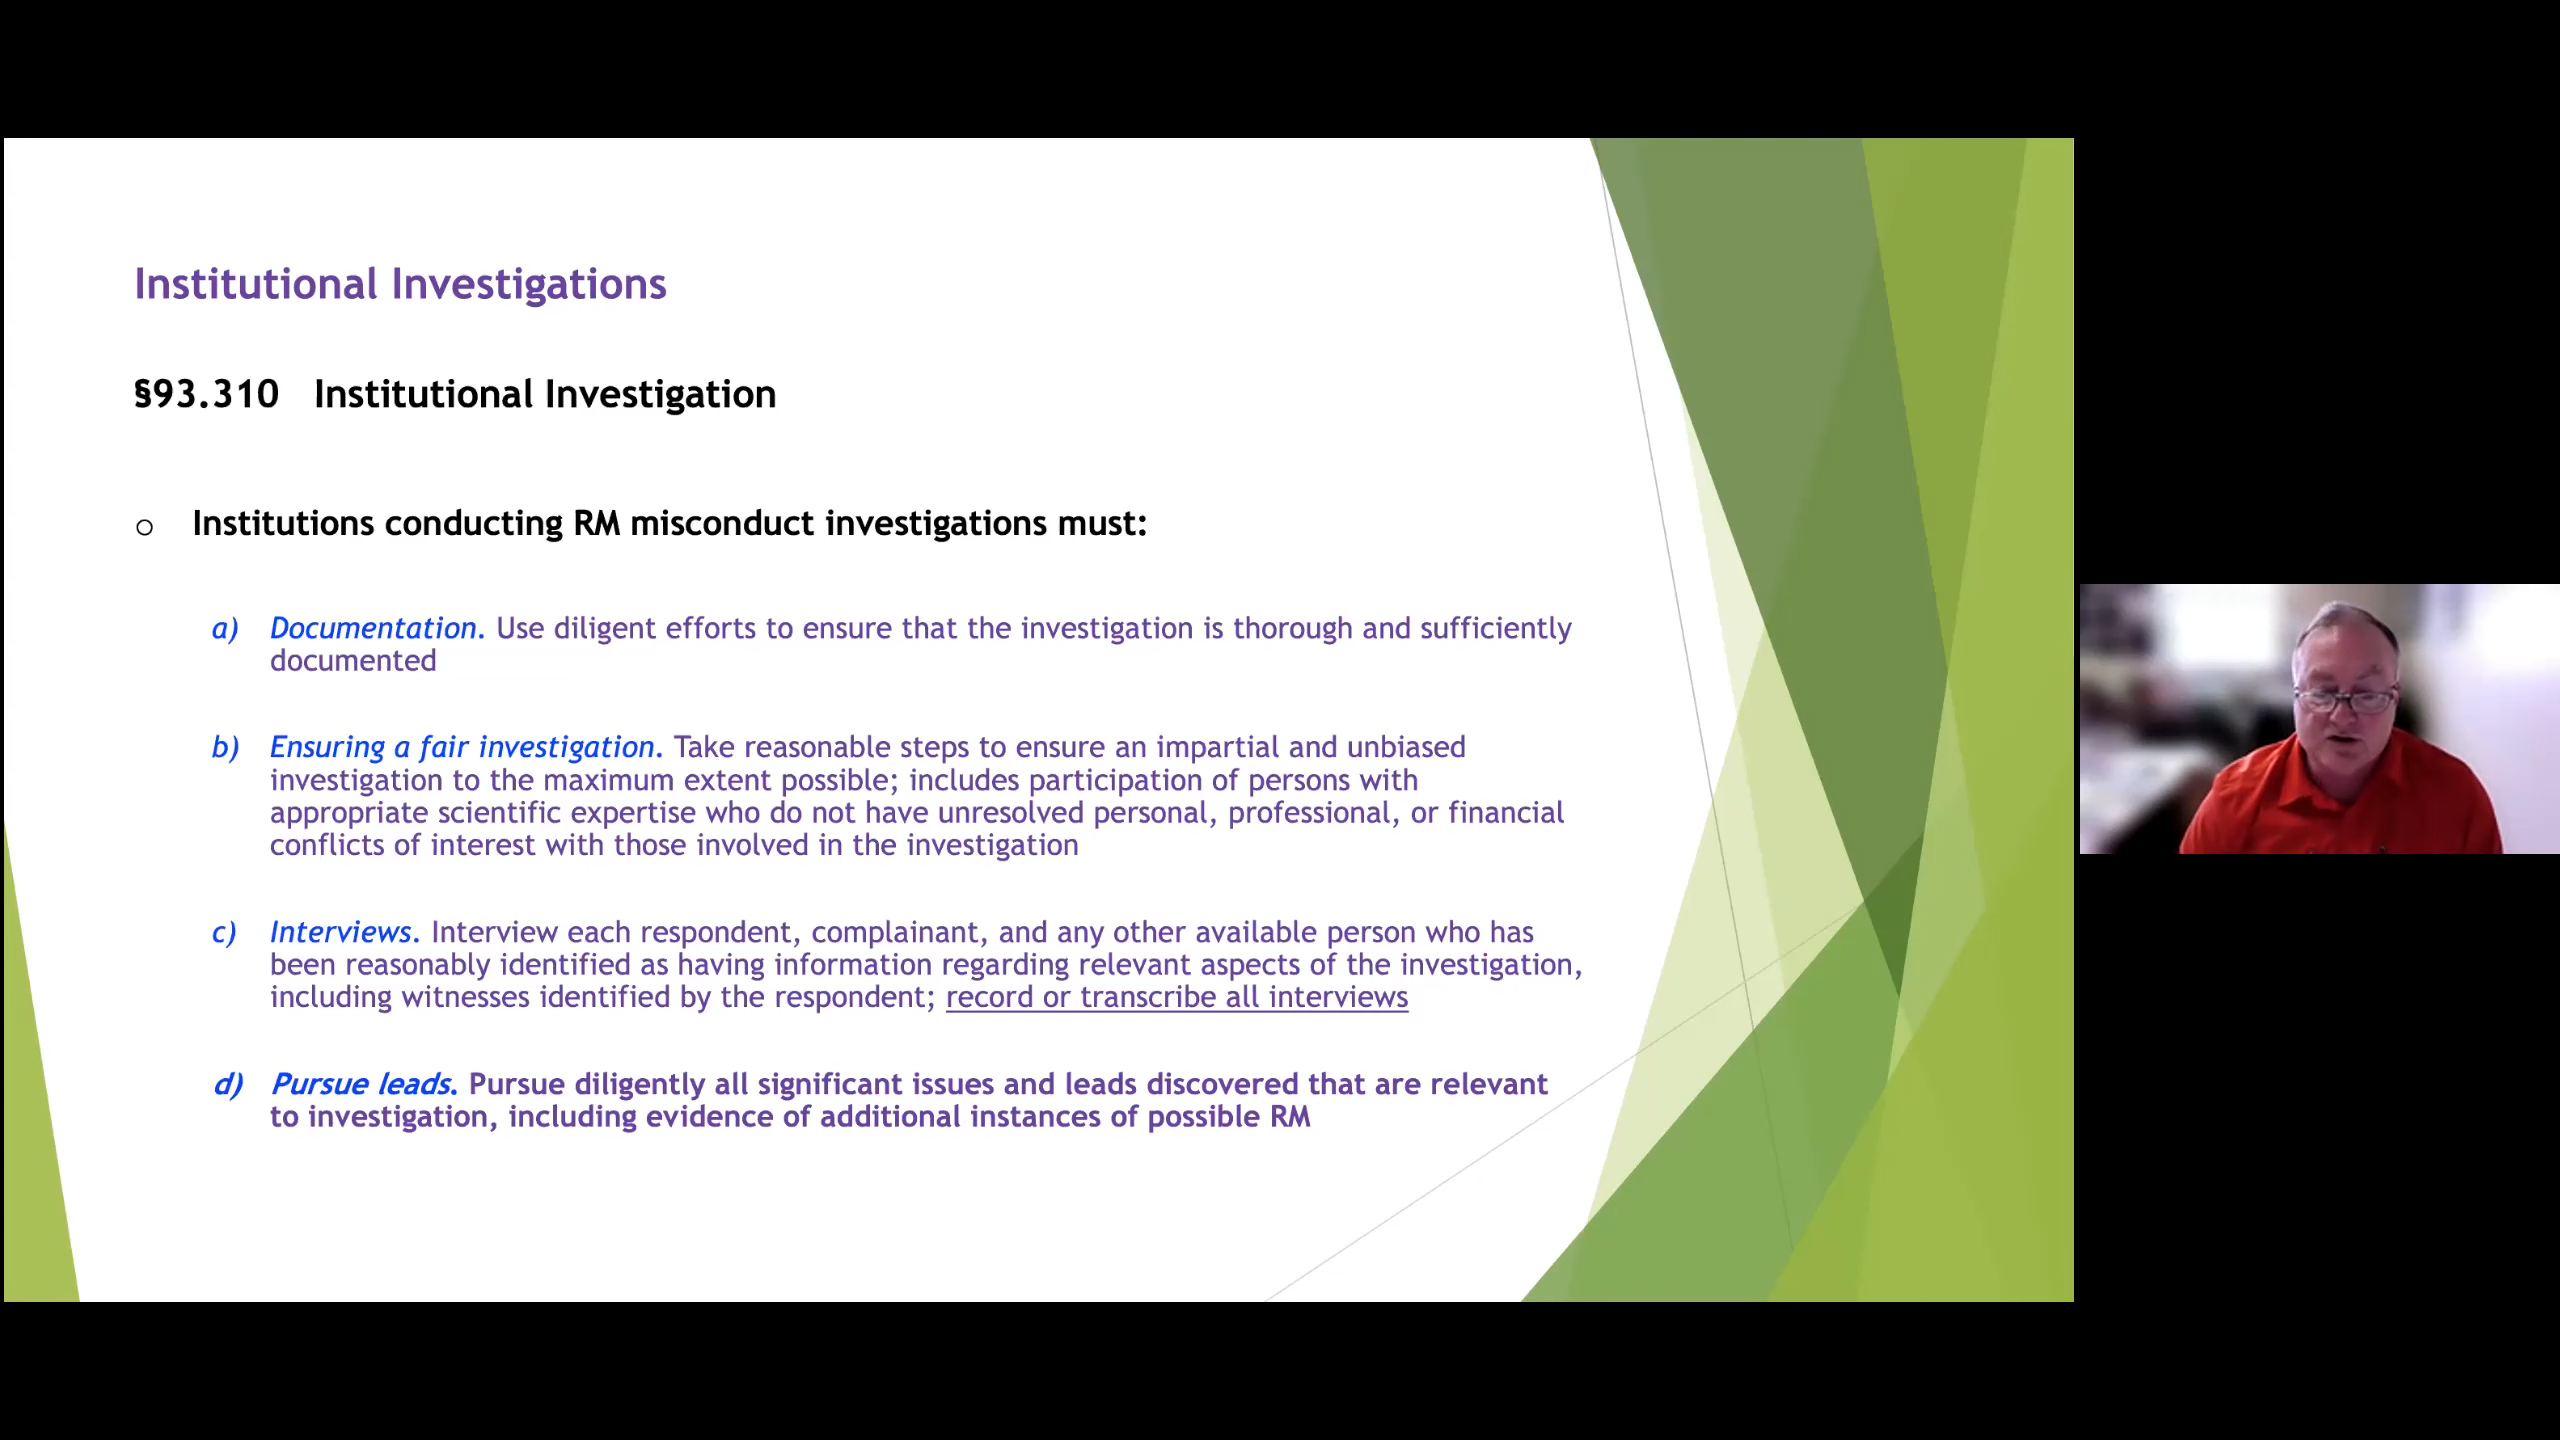 Institutional Investigations
§93.310 Institutional Investigation
o Institutions conducting RM misconduct investigations must:
a) Documentation. Use diligent efforts to ensure that the investigation is thorough and sufficiently
documented
b) Ensuring a fair investigation. Take reasonable steps to ensure an impartial and unbiased
investigation to the maximum extent possible; includes participation of persons with
appropriate scientific expertise who do not have unresolved personal, professional, or financial
conflicts of interest with those involved in the investigation
c) Interviews. Interview each respondent, complainant, and any other available person who has
been reasonably identified as having information regarding relevant aspects of the investigation,
including witnesses identified by the respondent; record or transcribe all interviews
d) Pursue leads. Pursue diligently all significant issues and leads discovered that are relevant
to investigation, including evidence of additional instances of possible RM